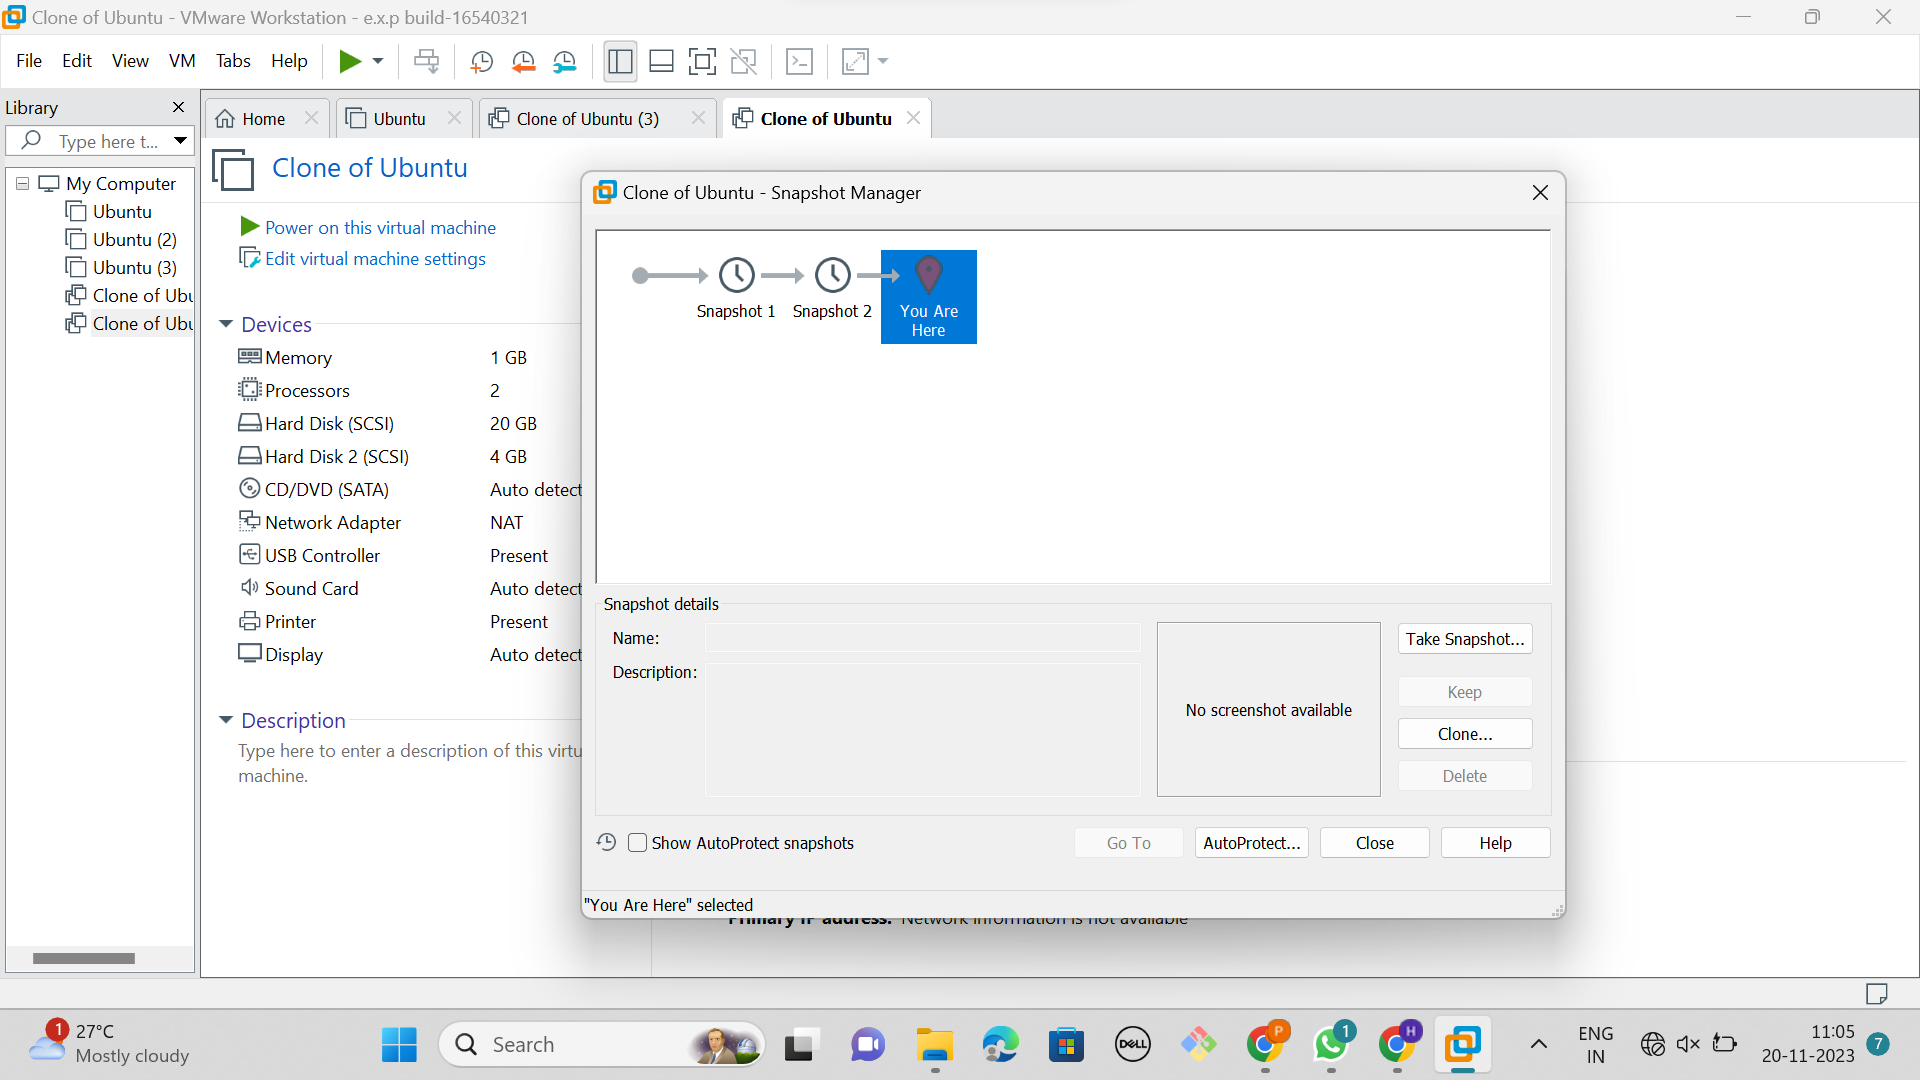 Clone of Ubuntu - VMware Workstation - e.x.p build-16540321
File Edit View VM Tabs Help
Library
Type here t...
My Computer
Ubuntu
Ubuntu (2)
Ubuntu (3)
Clone of Ubu
Clone of Ubu
Home
Ubuntu
Clone of Ubuntu (3)
Clone of Ubuntu
Clone of Ubuntu
Power on this virtual machine
Edit virtual machine settings
Devices
Memory 1 GB
Processors 2
Hard Disk (SCSI) 20 GB
Hard Disk 2 (SCSI) 4 GB
CD/DVD (SATA) Auto detect
Network Adapter NAT
USB Controller Present
Sound Card Auto detect
Printer Present
Display Auto detect
Description
Type here to enter a description of this virtu
machine.
Clone of Ubuntu - Snapshot Manager
Snapshot 1
Snapshot 2
You Are
Here
Snapshot details
Name:
Description:
No screenshot available
Take Snapshot...
Keep
Clone...
Delete
Show AutoProtect snapshots
Go To
AutoProtect...
Close
Help
"You Are Here" selected
Primary IP address: Network information is not available
1
27°C
Mostly cloudy
Search
DELL
P
1
H
ENG
IN
11:05
20-11-2023
7